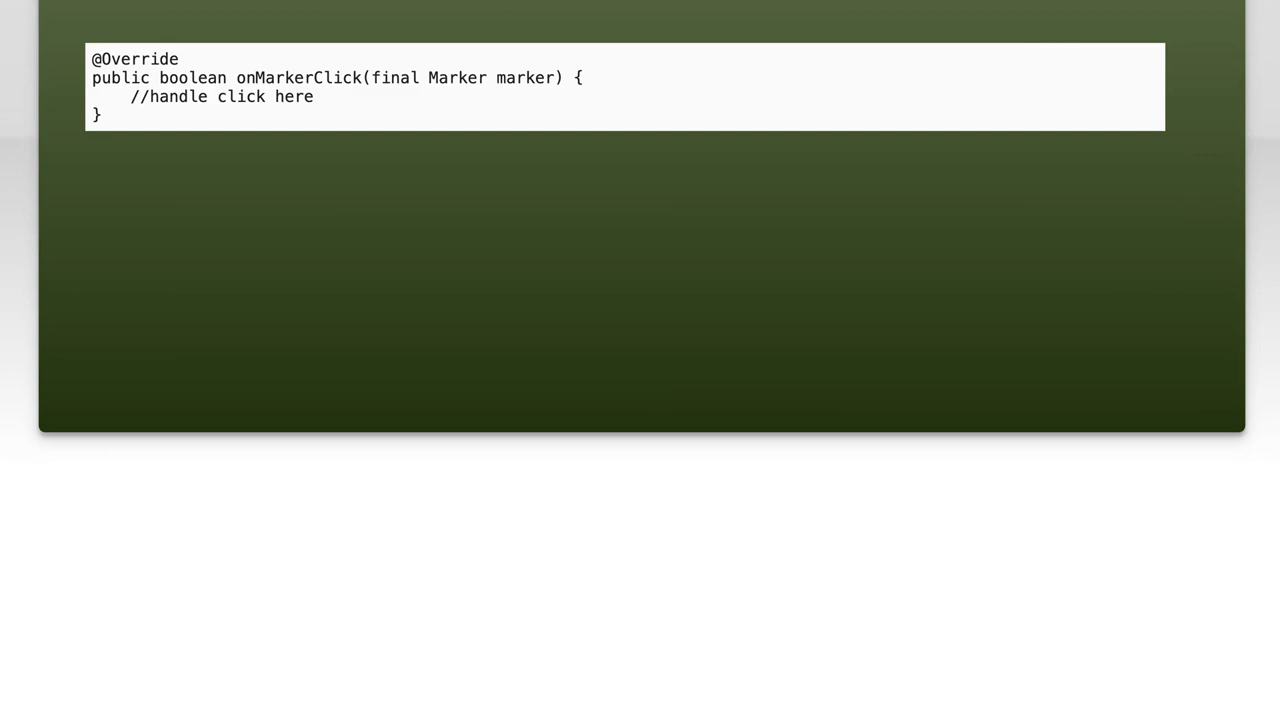 @Override
public boolean onMarkerClick(final Marker marker) {
    //handle click here
}